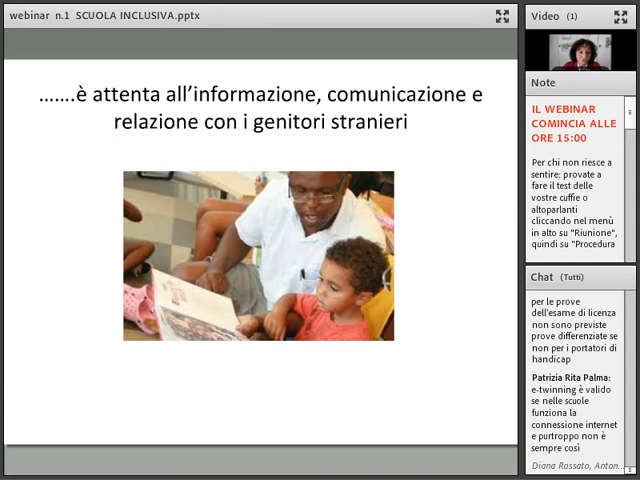 webinar n.1 SCUOLA INCLUSIVA.pptx
…….è attenta all’informazione, comunicazione e
relazione con i genitori stranieri
Video (1)
Note
IL WEBINAR
COMINCIA ALLE
ORE 15:00
Per chi non riesce a
sentire: provate a
fare il test delle
vostre cuffie o
altoparlanti
cliccando nel menù
in alto su "Riunione",
quindi su "Procedura
Chat (Tutti)
per le prove
dell'esame di licenza
non sono previste
prove differenziate se
non per i portatori di
handicap
Patrizia Rita Palma:
e-twinning è valido
se nelle scuole
funziona la
connessione internet
e purtroppo non è
sempre così
Diana Rossato, Anton...